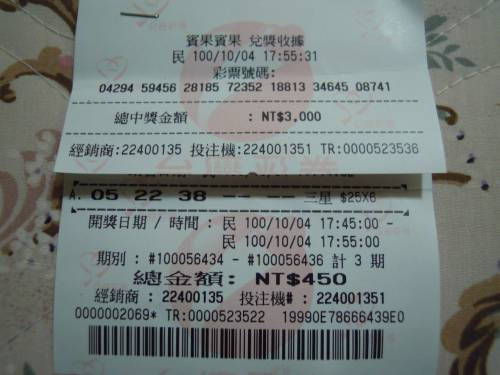 賓果賓果 兌獎收據
民 100/10/04 17:55:31
彩票號碼:
04294 59456 28185 72352 18813 34645 08741
總中獎金額 : NT$3,000
經銷商:22400135 投注機:224001351 TR:0000523536
A. 05 22 38 -- -- -- 三星 $25X6
開獎日期 / 時間 : 民 100/10/04 17:45:00 -
民 100/10/04 17:55:00
期別 : #100056434 - #100056436 計 3 期
總金額: NT$450
經銷商 : 22400135 投注機# : 224001351
0000002069* TR:0000523522 19990E78666439E0